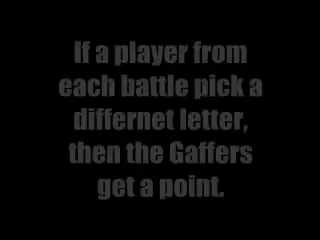 If a player from
each battle pick a
differnet letter,
then the Gaffers
get a point.